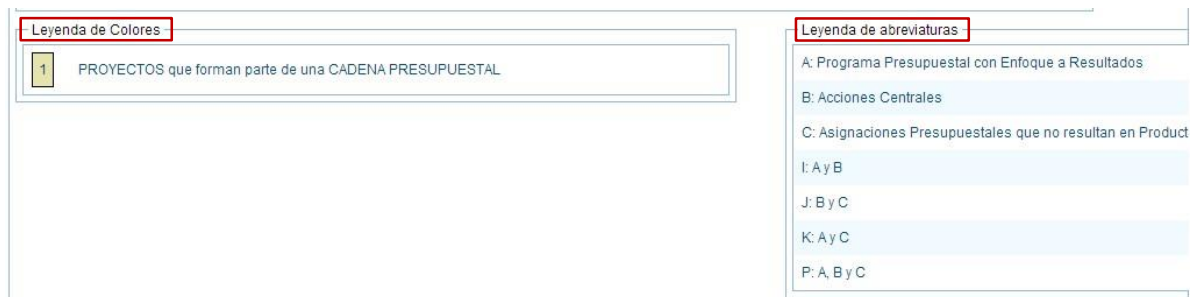 Leyenda de Colores
1 PROYECTOS que forman parte de una CADENA PRESUPUESTAL
Leyenda de abreviaturas
A: Programa Presupuestal con Enfoque a Resultados
B: Acciones Centrales
C: Asignaciones Presupuestales que no resultan en Product
I: A y B
J: B y C
K: A y C
P: A, B y C